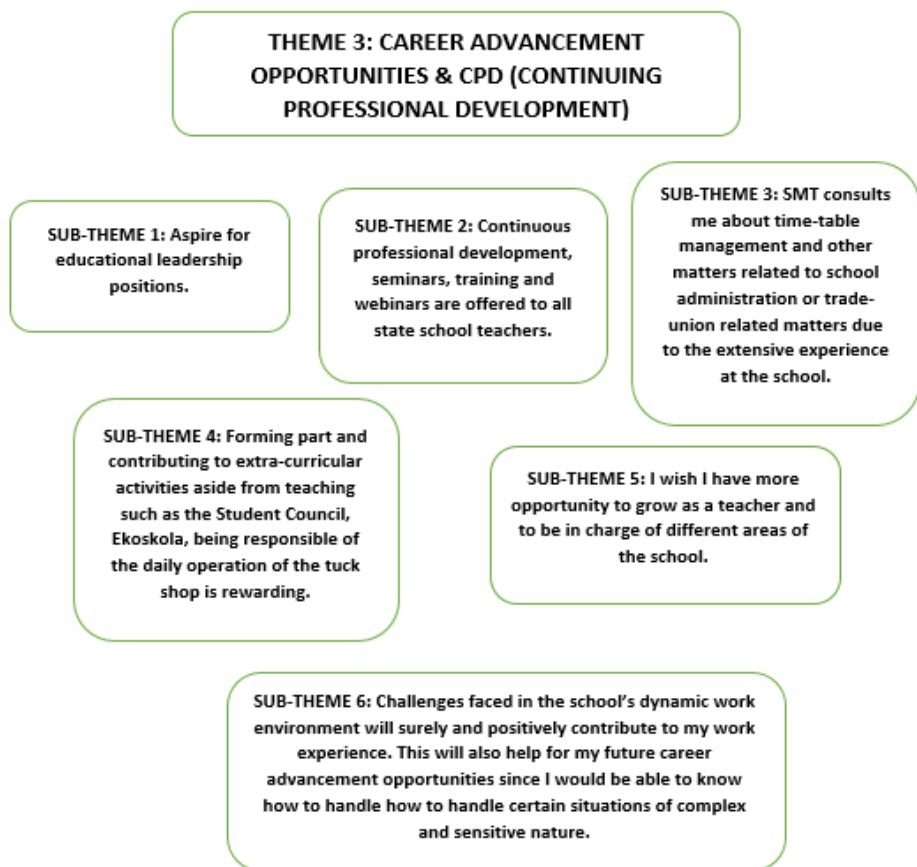 THEME 3: CAREER ADVANCEMENT
OPPORTUNITIES & CPD (CONTINUING
PROFESSIONAL DEVELOPMENT)
SUB-THEME 1: Aspire for
educational leadership
positions.
SUB-THEME 2: Continuous
professional development,
seminars, training and
webinars are offered to all
state school teachers.
SUB-THEME 3: SMT consults
me about time-table
management and other
matters related to school
administration or trade-
union related matters due
to the extensive experience
at the school.
SUB-THEME 4: Forming part and
contributing to extra-curricular
activities aside from teaching
such as the Student Council,
Ekoskola, being responsible of
the daily operation of the tuck
shop is rewarding.
SUB-THEME 5: I wish I have more
opportunity to grow as a teacher and
to be in charge of different areas of
the school.
SUB-THEME 6: Challenges faced in the school's dynamic work
environment will surely and positively contribute to my work
experience. This will also help for my future career
advancement opportunities since I would be able to know
how to handle how to handle certain situations of complex
and sensitive nature.